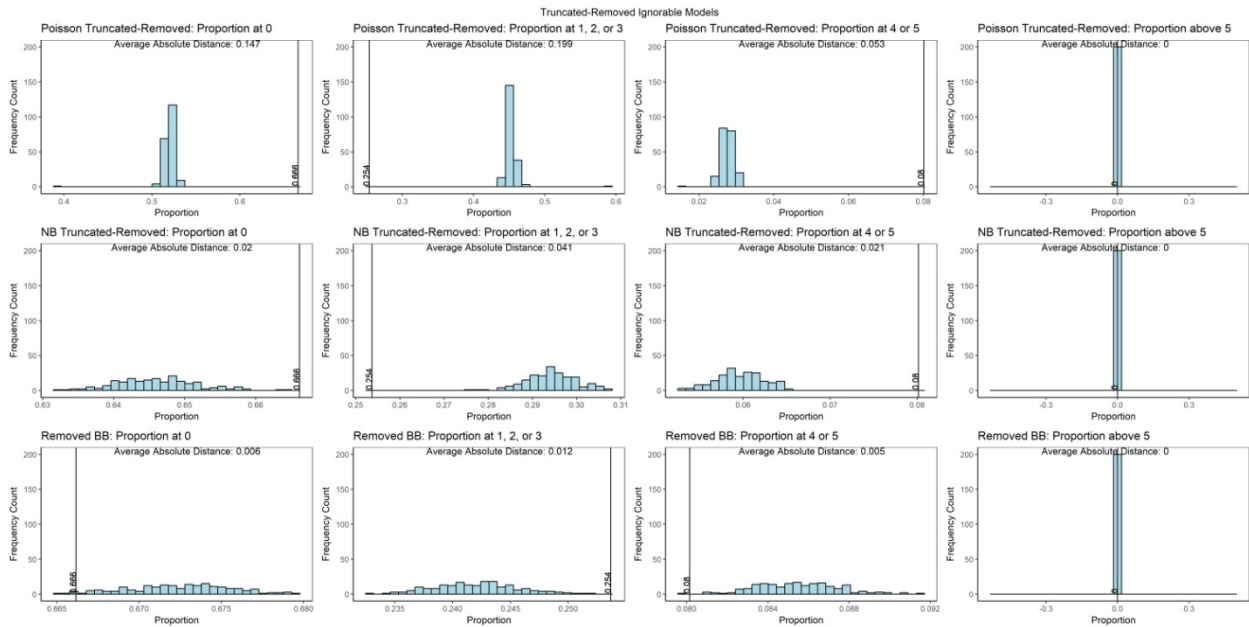 Truncated-Removed Ignorable Models
Poisson Truncated-Removed: Proportion at 0
Average Absolute Distance: 0.147
Frequency Count
200
150
100
50
0
0.666
0.4
0.5
0.6
Proportion
Poisson Truncated-Removed: Proportion at 1, 2, or 3
Average Absolute Distance: 0.199
Frequency Count
200
150
100
50
0
0.254
0.3
0.4
0.5
0.6
Proportion
Poisson Truncated-Removed: Proportion at 4 or 5
Average Absolute Distance: 0.053
Frequency Count
200
150
100
50
0
0.08
0.02
0.04
0.06
0.08
Proportion
Poisson Truncated-Removed: Proportion above 5
Average Absolute Distance: 0
Frequency Count
200
150
100
50
0
0
-0.3
0.0
0.3
Proportion
NB Truncated-Removed: Proportion at 0
Average Absolute Distance: 0.02
Frequency Count
200
150
100
50
0
0.666
0.63
0.64
0.65
0.66
Proportion
NB Truncated-Removed: Proportion at 1, 2, or 3
Average Absolute Distance: 0.041
Frequency Count
200
150
100
50
0
0.254
0.25
0.26
0.27
0.28
0.29
0.30
0.31
Proportion
NB Truncated-Removed: Proportion at 4 or 5
Average Absolute Distance: 0.021
Frequency Count
200
150
100
50
0
0.08
0.06
0.07
0.08
Proportion
NB Truncated-Removed: Proportion above 5
Average Absolute Distance: 0
Frequency Count
200
150
100
50
0
0
-0.3
0.0
0.3
Proportion
Removed BB: Proportion at 0
Average Absolute Distance: 0.006
Frequency Count
200
150
100
50
0
0.666
0.665
0.670
0.675
0.680
Proportion
Removed BB: Proportion at 1, 2, or 3
Average Absolute Distance: 0.012
Frequency Count
200
150
100
50
0
0.254
0.235
0.240
0.245
0.250
Proportion
Removed BB: Proportion at 4 or 5
Average Absolute Distance: 0.005
Frequency Count
200
150
100
50
0
0.08
0.080
0.084
0.088
0.092
Proportion
Removed BB: Proportion above 5
Average Absolute Distance: 0
Frequency Count
200
150
100
50
0
0
-0.3
0.0
0.3
Proportion